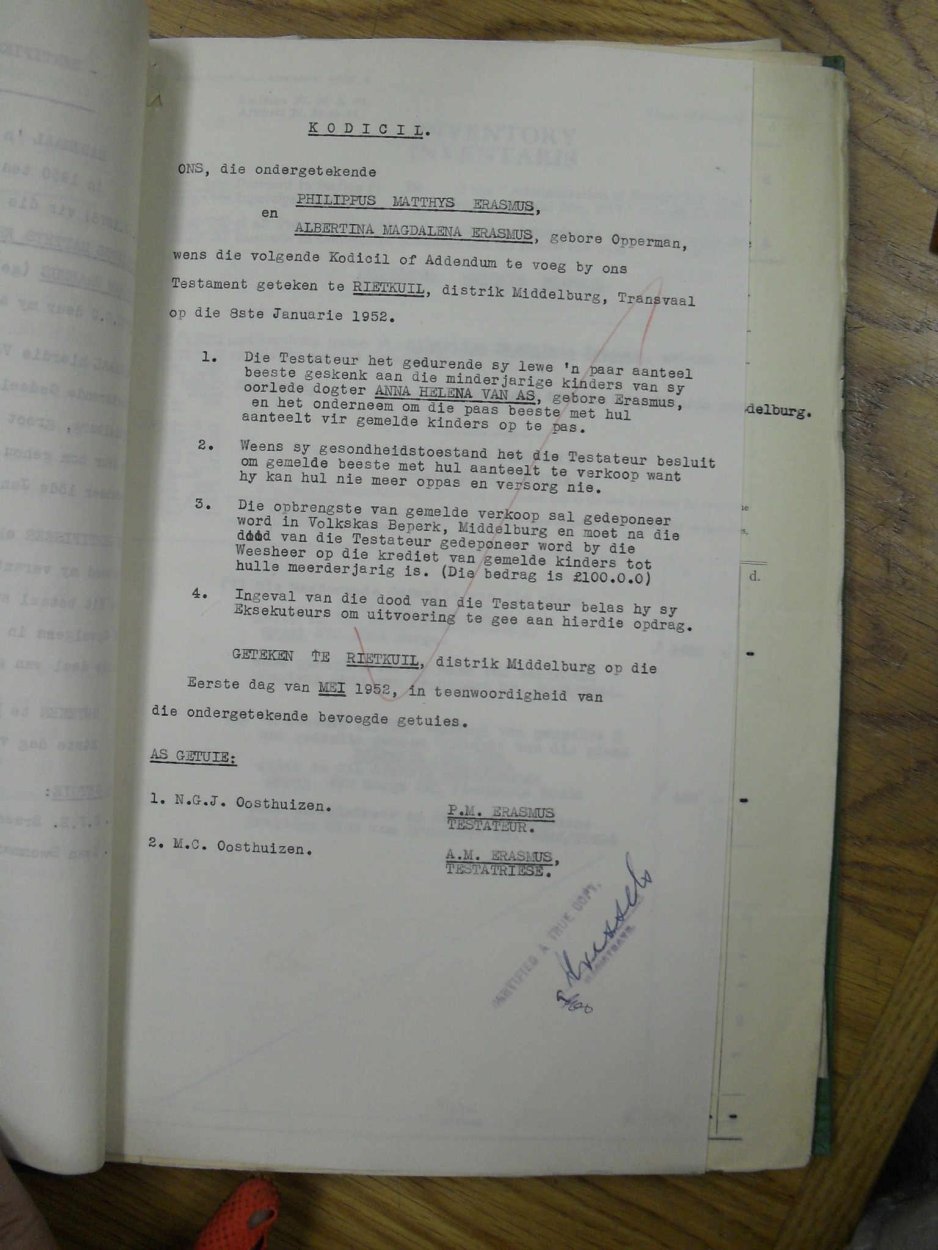 KODICIL.
ONS, die ondergetekende
PHILIPPUS MATTHYS ERASMUS,
en
ALBERTINA MAGDALENA ERASMUS, gebore Opperman,
wens die volgende Kodicil of Addendum te voeg by ons
Testament geteken te RIETKUIL, distrik Middelburg, Transvaal
op die 8ste Januarie 1952.
1. Die Testateur het gedurende sy lewe 'n paar aanteel
beeste geskenk aan die minderjarige kinders van sy
oorlede dogter ANNA HELENA VAN AS, gebore Erasmus,
en het onderneem om die paas beeste met hul
aanteelt vir gemelde kinders op te pas.
2. Weens sy gesondheidstoestand het die Testateur besluit
om gemelde beeste met hul aanteelt te verkoop want
hy kan hul nie meer oppas en versorg nie.
3. Die opbrengste van gemelde verkoop sal gedeponeer
word in Volkskas Beperk, Middelburg en moet na die
dood van die Testateur gedeponeer word by die
Weesheer op die krediet van gemelde kinders tot
hulle meerderjarig is. (Die bedrag is £100.0.0)
4. Ingeval van die dood van die Testateur belas hy sy
Eksekuteurs om uitvoering te gee aan hierdie opdrag.
GETEKEN TE RIETKUIL, distrik Middelburg op die
Eerste dag van MEI 1952, in teenwoordigheid van
die ondergetekende bevoegde getuies.
AS GETUIE:
1. N.G.J. Oosthuizen.
P.M. ERASMUS
TESTATEUR.
2. M.C. Oosthuizen.
A.M. ERASMUS,
TESTATRIESE.
CERTIFIED A TRUE COPY.
MAGISTRATE.
INVENTORY
INVENTARIS
delburg.
d.